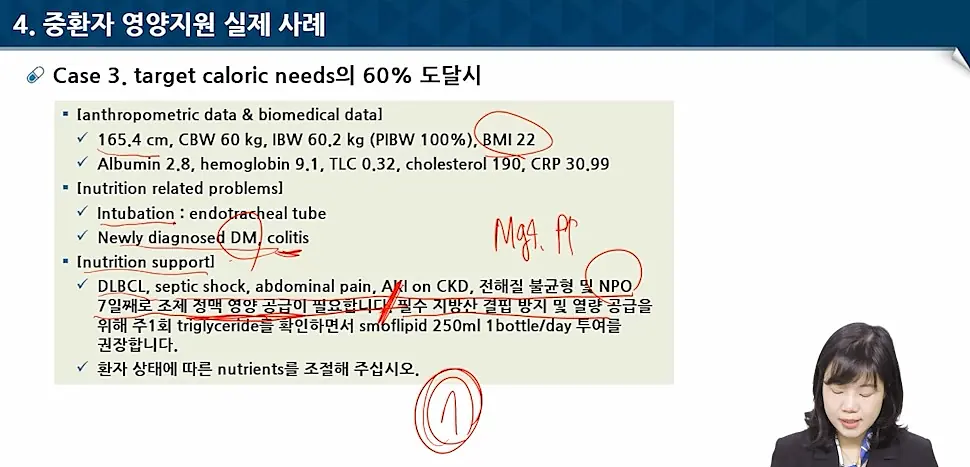 4. 중환자 영양지원 실제 사례
Case 3. target caloric needs의 60% 도달시
[anthropometric data & biomedical data]
165.4 cm, CBW 60 kg, IBW 60.2 kg (PIBW 100%), BMI 22
Albumin 2.8, hemoglobin 9.1, TLC 0.32, cholesterol 190, CRP 30.99
[nutrition related problems]
Intubation : endotracheal tube
Newly diagnosed DM, colitis
[nutrition support]
DLBCL, septic shock, abdominal pain, AKI on CKD, 전해질 불균형 및 NPO
7일째로 조제 정맥 영양 공급이 필요합니다. 필수 지방산 결핍 방지 및 열량 공급을
위해 주1회 triglyceride를 확인하면서 smoflipid 250ml 1bottle/day 투여를
권장합니다.
환자 상태에 따른 nutrients를 조절해 주십시오.
1